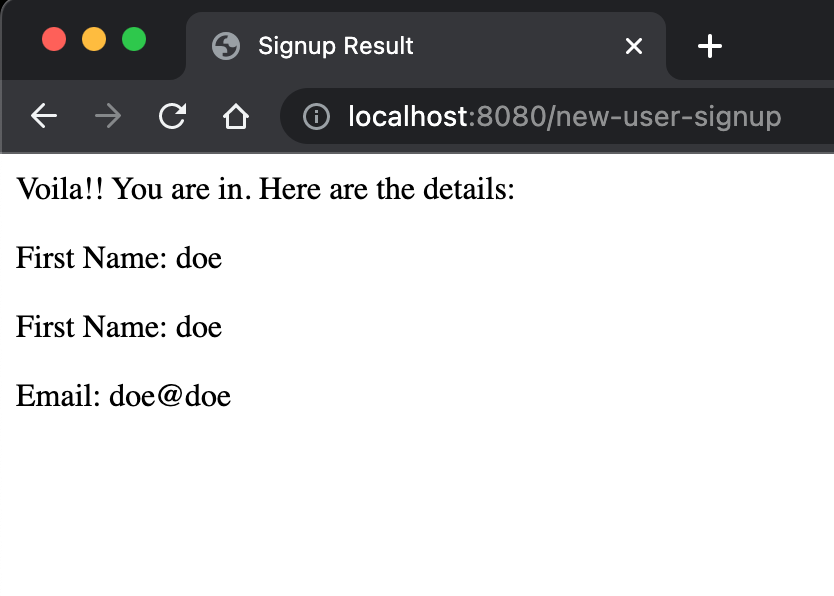 Signup Result
localhost:8080/new-user-signup
Voila!! You are in. Here are the details:
First Name: doe
First Name: doe
Email: doe@doe